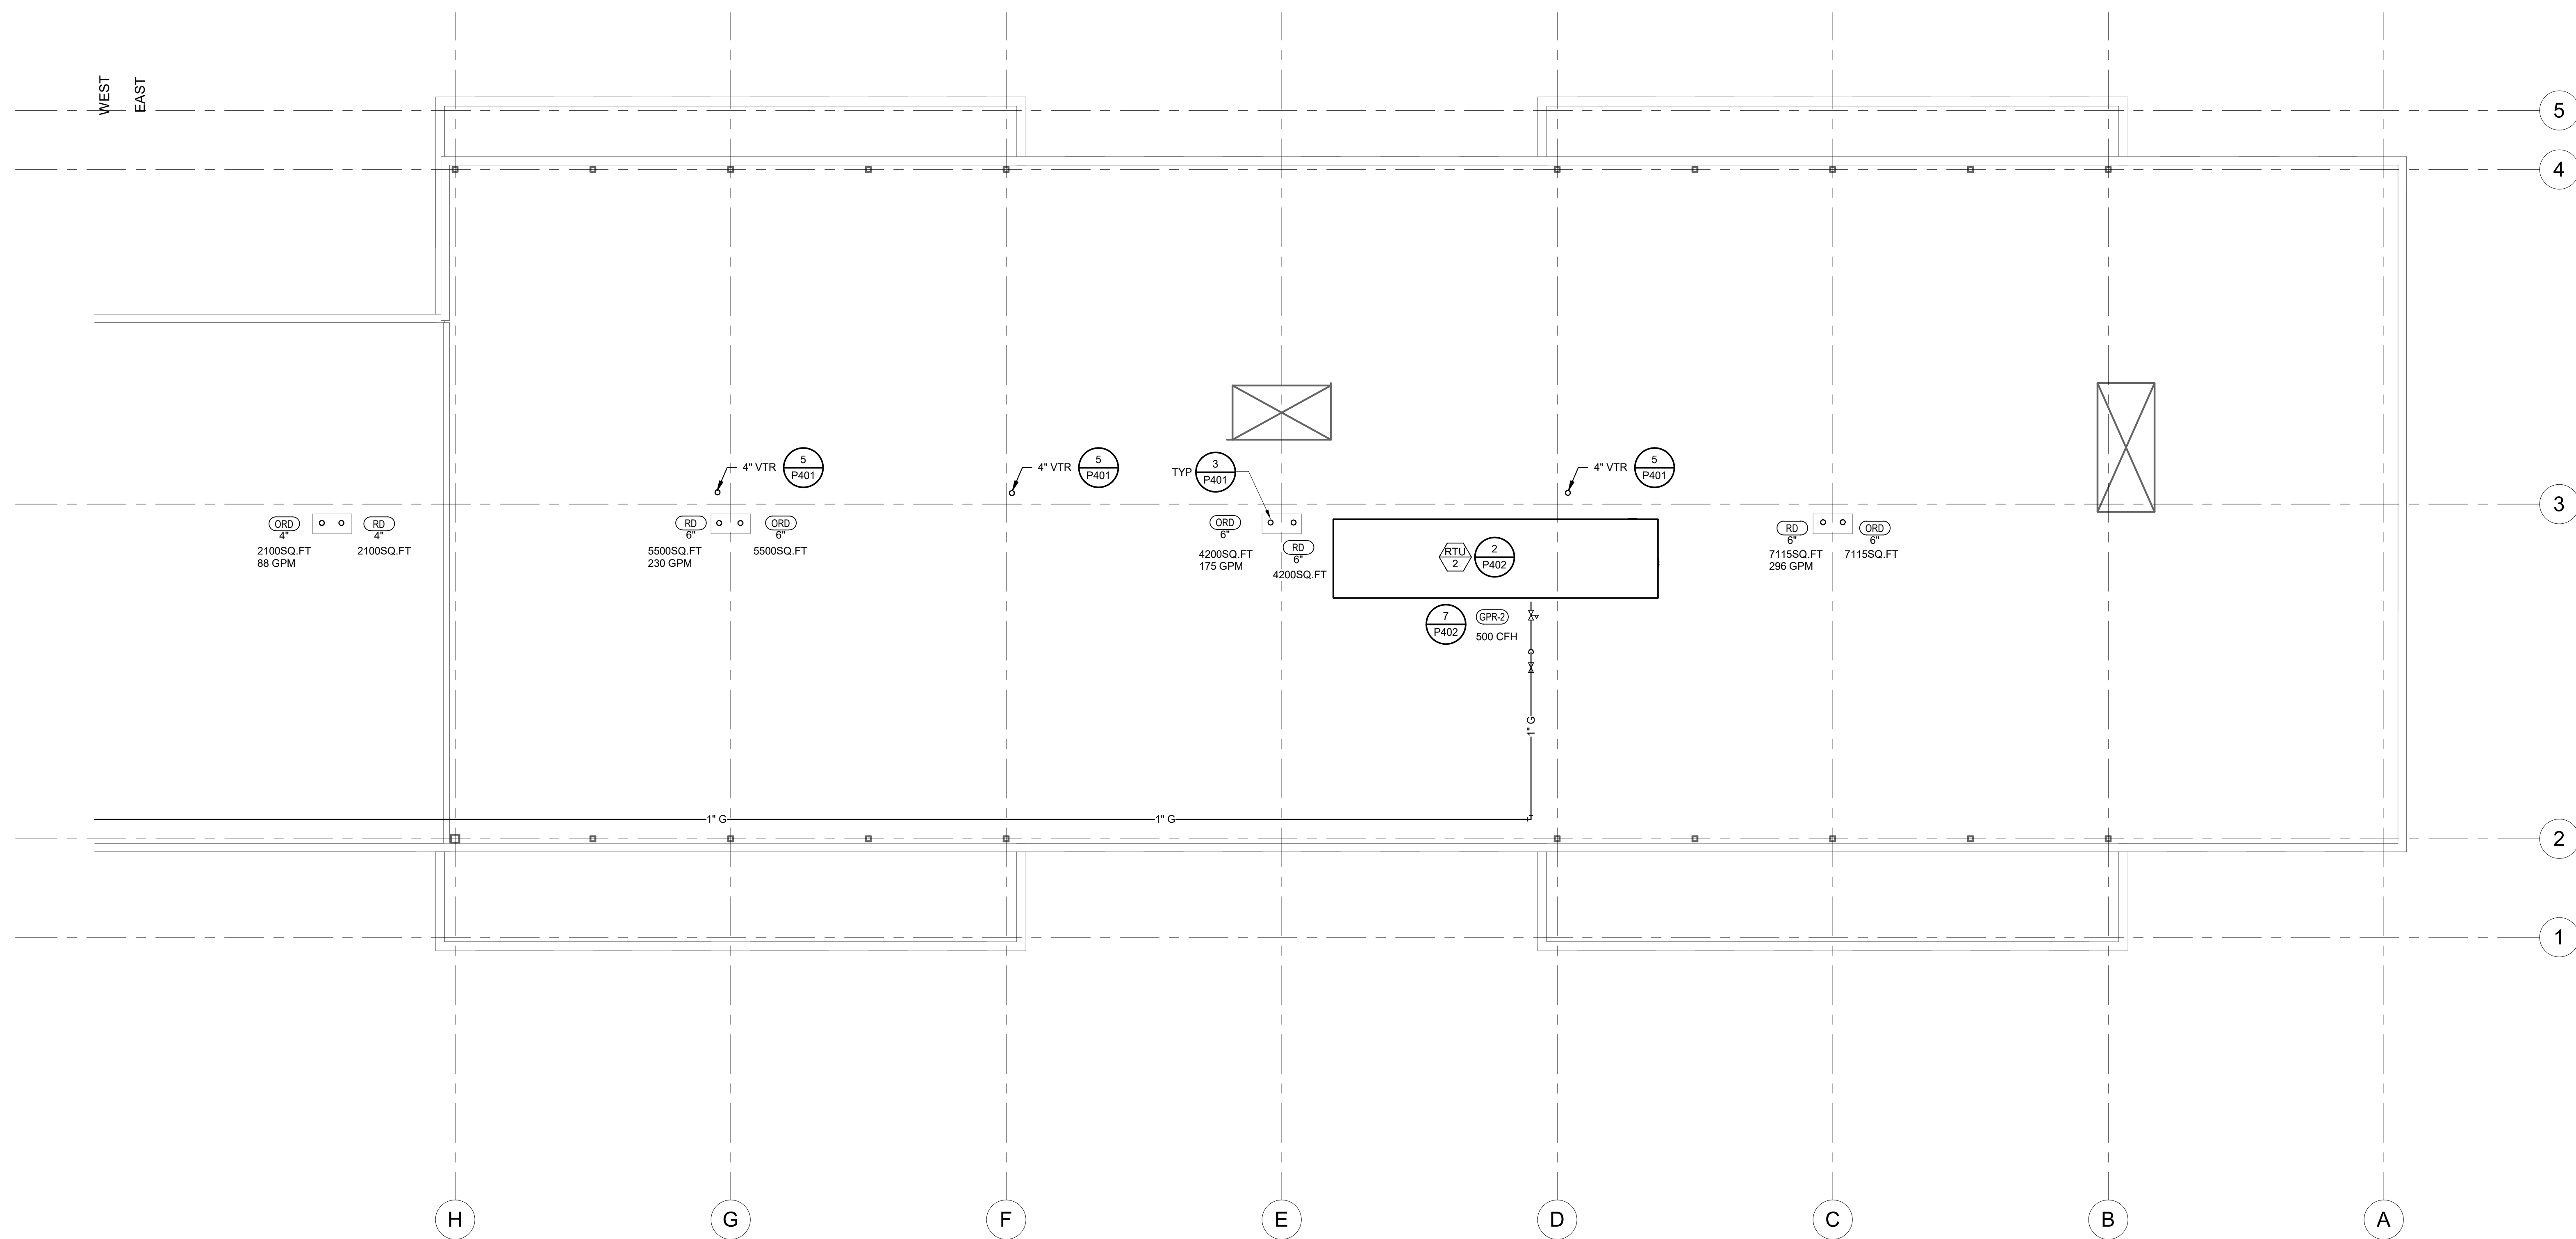 WEST
EAST
5
4
4" VTR
5
P401
4" VTR
5
P401
TYP
3
P401
4" VTR
5
P401
3
ORD
4"
2100SQ.FT
88 GPM
RD
4"
2100SQ.FT
RD
6"
5500SQ.FT
230 GPM
ORD
6"
5500SQ.FT
ORD
6"
4200SQ.FT
175 GPM
RD
6"
4200SQ.FT
RTU
2
2
P402
RD
6"
7115SQ.FT
296 GPM
ORD
6"
7115SQ.FT
7
P402
GPR-2
500 CFH
1" G
1" G
1" G
2
1
H
G
F
E
D
C
B
A